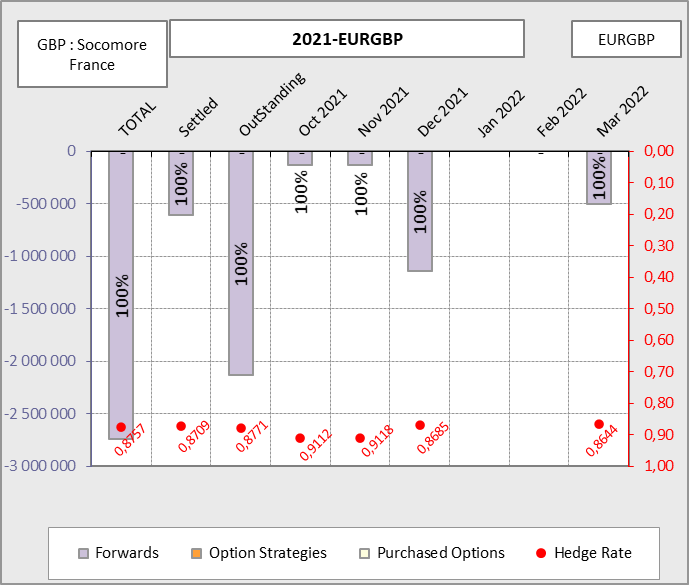 GBP : Socomore
France
2021-EURGBP
EURGBP
TOTAL
Settled
OutStanding
Oct 2021
Nov 2021
Dec 2021
Jan 2022
Feb 2022
Mar 2022
0
-500 000
-1 000 000
-1 500 000
-2 000 000
-2 500 000
-3 000 000
100%
100%
100%
100%
100%
100%
100%
0,8757
0,8709
0,8771
0,9112
0,9118
0,8685
0,8644
0,00
0,10
0,20
0,30
0,40
0,50
0,60
0,70
0,80
0,90
1,00
Forwards
Option Strategies
Purchased Options
Hedge Rate